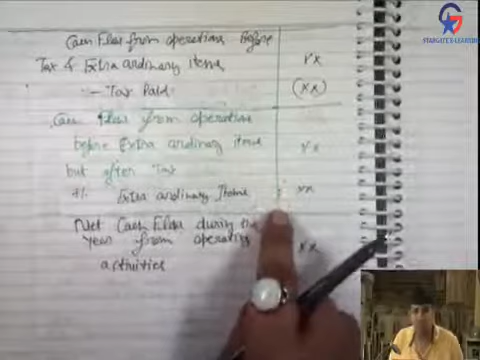 Cash Flow from operation Before
Tax & Extra ordinary items xx
- Tax Paid (xx)
Cash Flow from operation
before Extra ordinary items xx
but after Tax
+/- Extra ordinary Items xx
Net Cash Flow during the
year from operating xx
activities
STARGATE E-LEARNING